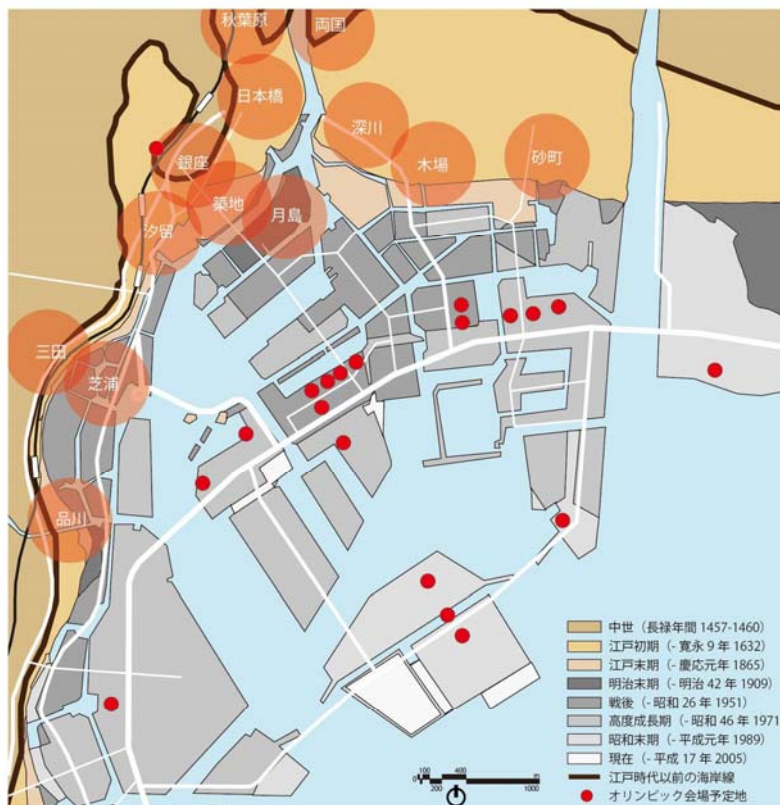 秋葉原
両国
日本橋
深川
木場
砂町
銀座
築地
月島
汐留
三田
芝浦
品川
中世（長禄年間 1457-1460）
江戸初期（- 寛永 9 年 1632）
江戸末期（- 慶応元年 1865）
明治末期（- 明治 42 年 1909）
戦後（- 昭和 26 年 1951）
高度成長期（- 昭和 46 年 1971
昭和末期（- 平成元年 1989）
現在（- 平成 17 年 2005）
江戸時代以前の海岸線
オリンピック会場予定地
100 400
0 m
200 1000